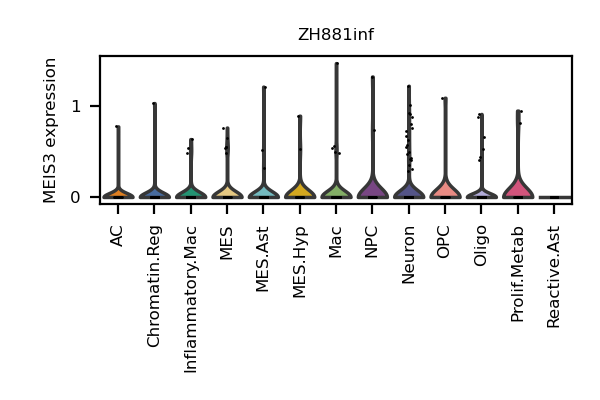 ZH881inf
MEIS3 expression
1
0
AC
Chromatin.Reg
Inflammatory.Mac
MES
MES.Ast
MES.Hyp
Mac
NPC
Neuron
OPC
Oligo
Prolif.Metab
Reactive.Ast